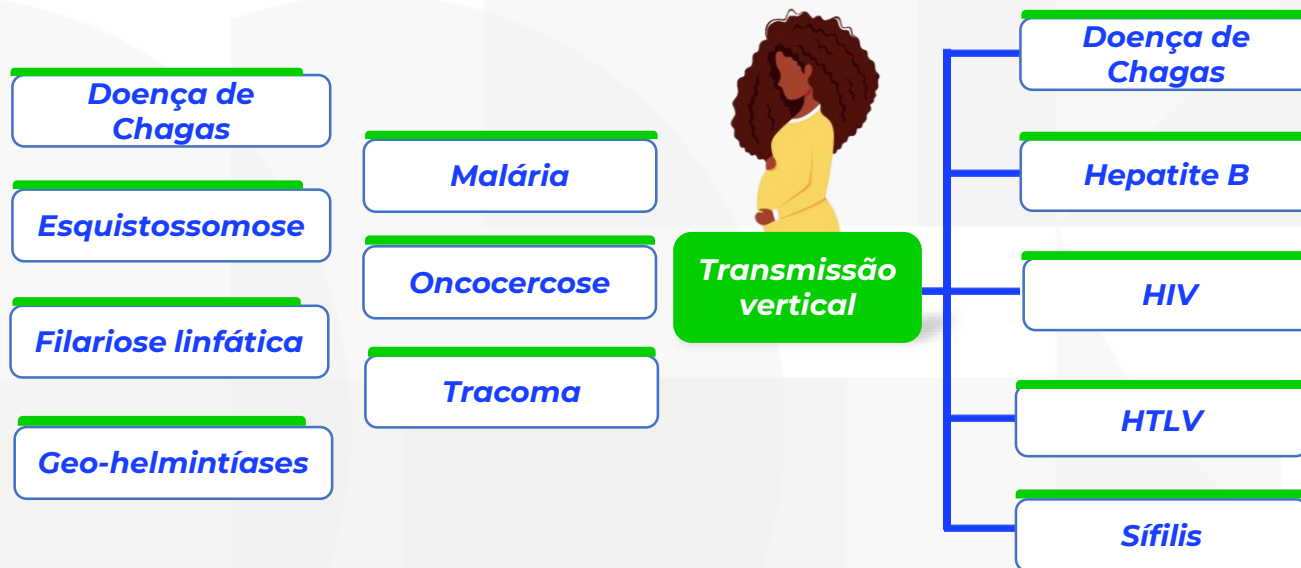 Doença de
Chagas
Esquistossomose
Filariose linfática
Geo-helmintíases
Malária
Oncocercose
Tracoma
Transmissão
vertical
Doença de
Chagas
Hepatite B
HIV
HTLV
Sífilis